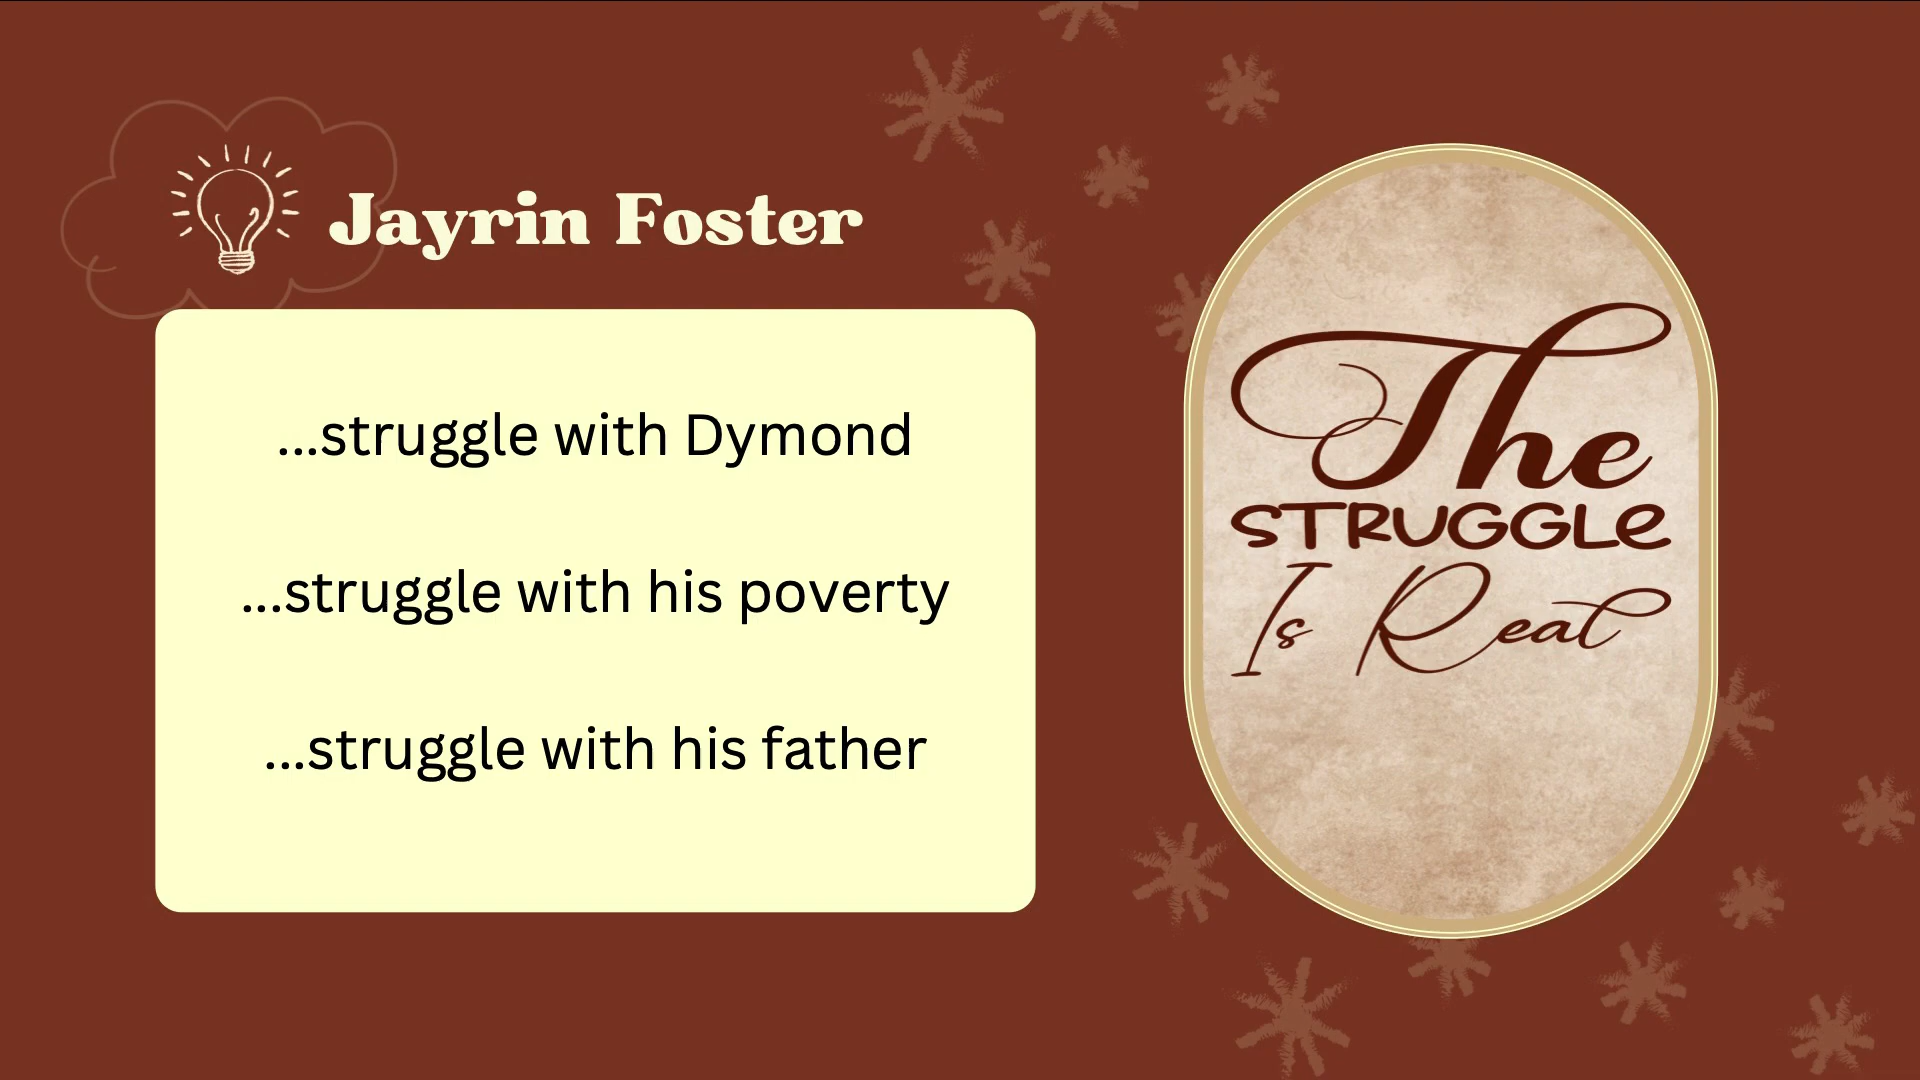 Jayrin Foster
...struggle with Dymond
...struggle with his poverty
...struggle with his father
The
STRUGGLe
Is Real